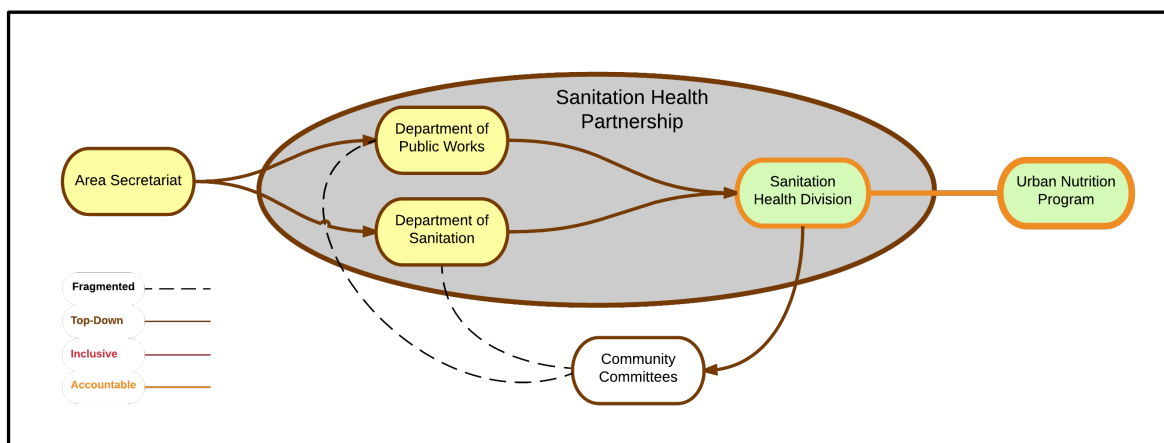 Sanitation Health
Partnership
Department of
Public Works
Area Secretariat
Sanitation
Health Division
Urban Nutrition
Program
Department of
Sanitation
Fragmented
Top-Down
Inclusive
Accountable
Community
Committees